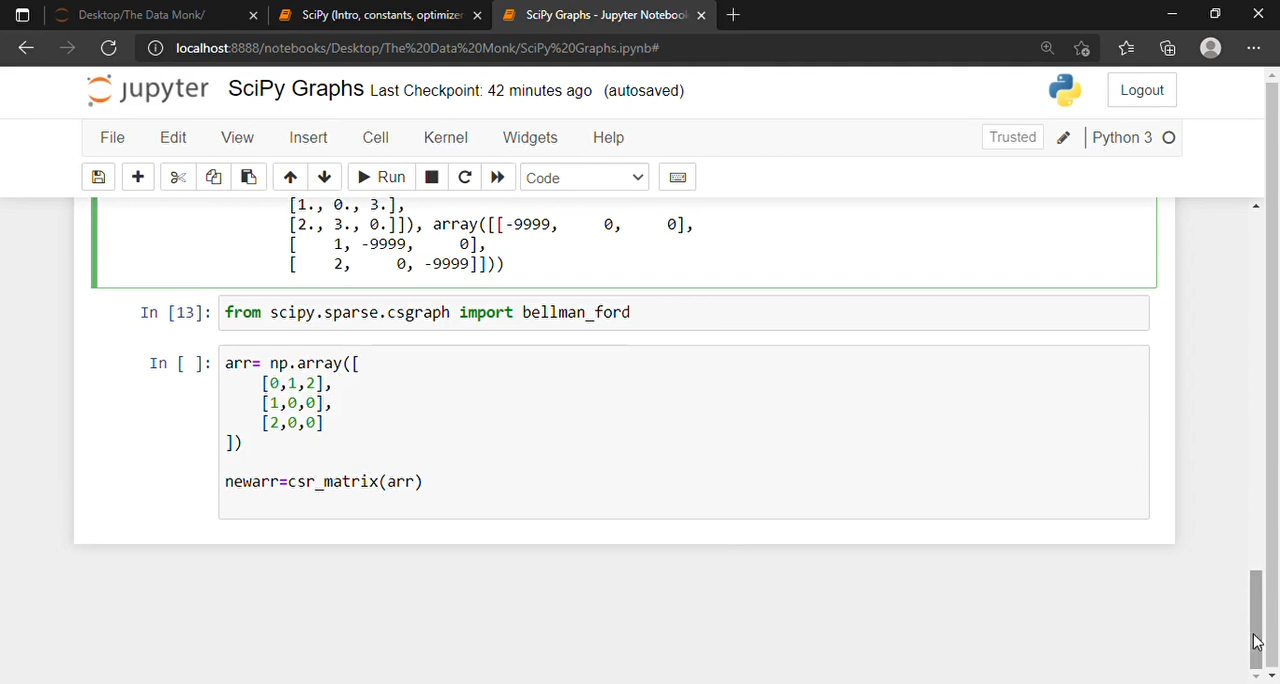 Desktop/The Data Monk/
SciPy (Intro, constants, optimizer
SciPy Graphs - Jupyter Noteboo
localhost:8888/notebooks/Desktop/The%20Data%20Monk/SciPy%20Graphs.ipynb#
jupyter SciPy Graphs Last Checkpoint: 42 minutes ago (autosaved)
Logout
File Edit View Insert Cell Kernel Widgets Help
Trusted
Python 3
Run
Code
[1., 0., 3.],
[2., 3., 0.]]), array([[-9999, 0, 0],
[ 1, -9999, 0],
[ 2, 0, -9999]]))
In [13]: from scipy.sparse.csgraph import bellman_ford
In [ ]: arr= np.array([
[0,1,2],
[1,0,0],
[2,0,0]
])
newarr=csr_matrix(arr)